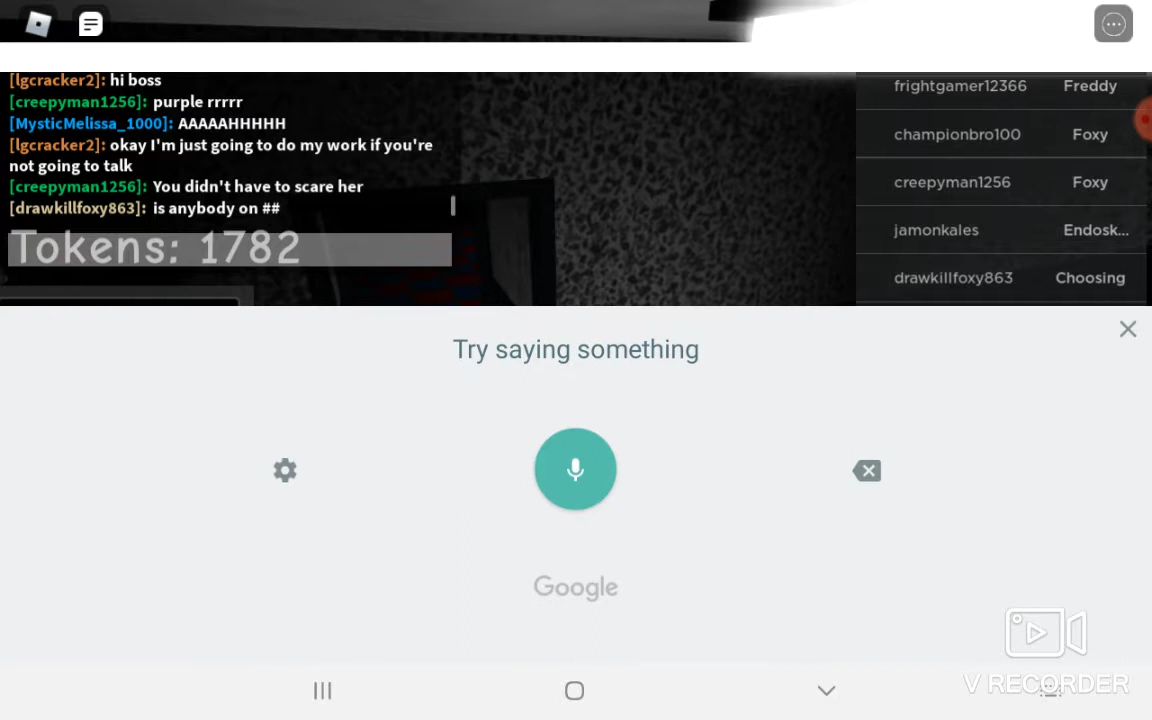 [lgcracker2]: hi boss
[creepyman1256]: purple rrrrr
[MysticMelissa_1000]: AAAAAHHHHH
[lgcracker2]: okay I'm just going to do my work if you're
not going to talk
[creepyman1256]: You didn't have to scare her
[drawkillfoxy863]: is anybody on ##
Tokens: 1782
frightgamer12366 Freddy
championbro100 Foxy
creepyman1256 Foxy
jamonkales Endosk...
drawkillfoxy863 Choosing
Try saying something
Google
V RECORDER